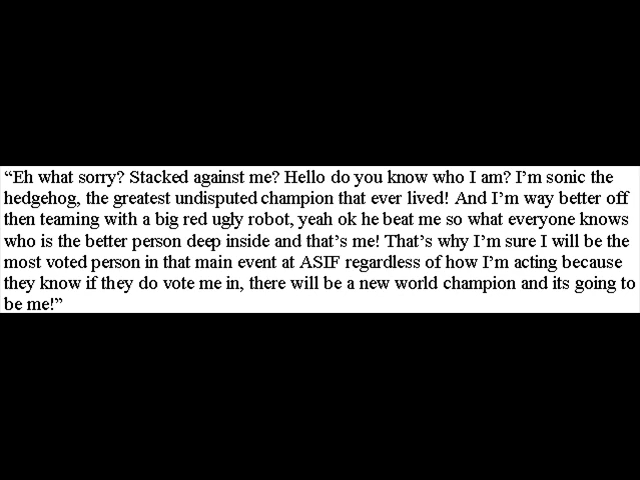 “Eh what sorry? Stacked against me? Hello do you know who I am? I’m sonic the
hedgehog, the greatest undisputed champion that ever lived! And I’m way better off
then teaming with a big red ugly robot, yeah ok he beat me so what everyone knows
who is the better person deep inside and that’s me! That’s why I’m sure I will be the
most voted person in that main event at ASIF regardless of how I’m acting because
they know if they do vote me in, there will be a new world champion and its going to
be me!”